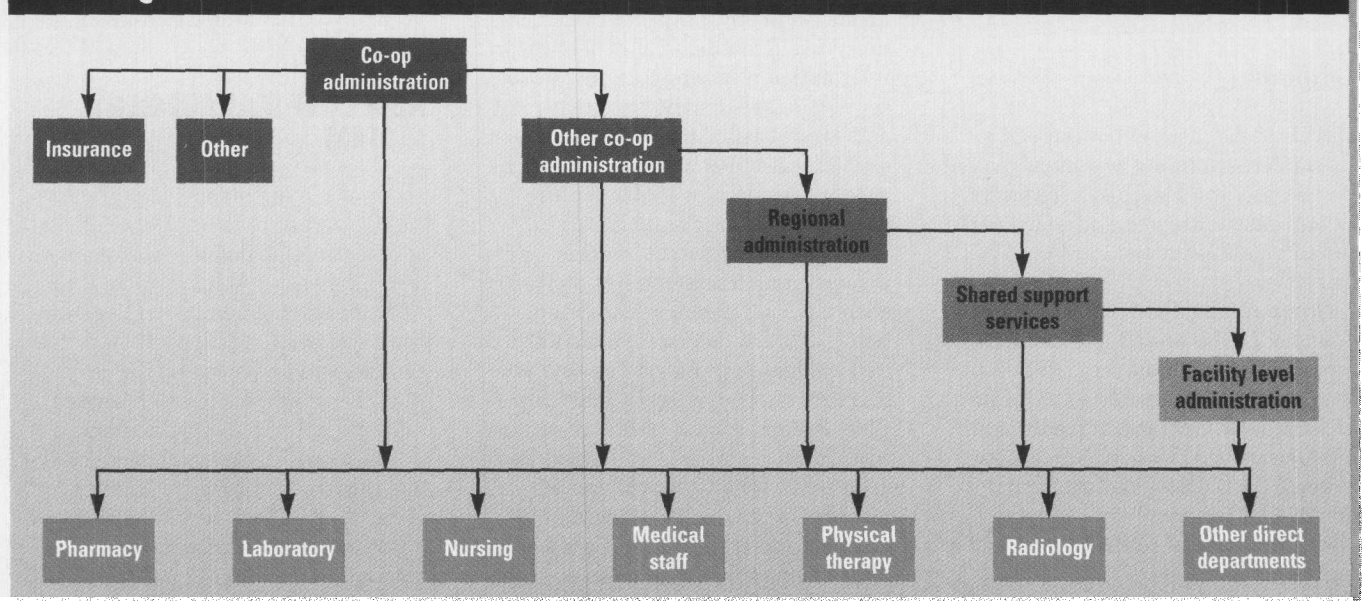 Co-op
administration
Insurance
Other
Other co-op
administration
Regional
administration
Shared support
services
Facility level
administration
Pharmacy
Laboratory
Nursing
Medical
staff
Physical
therapy
Radiology
Other direct
departments